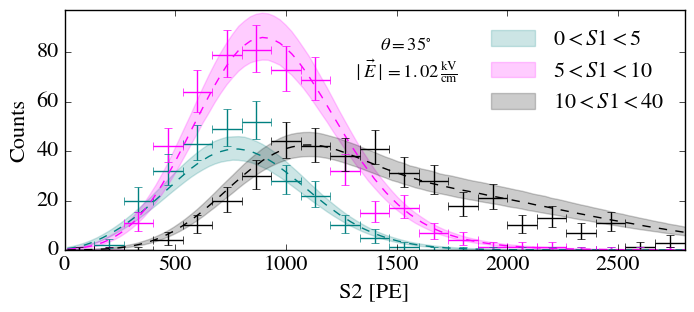 θ = 35°
|E⃗| = 1.02 kV/cm
0 < S1 < 5
5 < S1 < 10
10 < S1 < 40
Counts
80
60
40
20
0
0 500 1000 1500 2000 2500
S2 [PE]